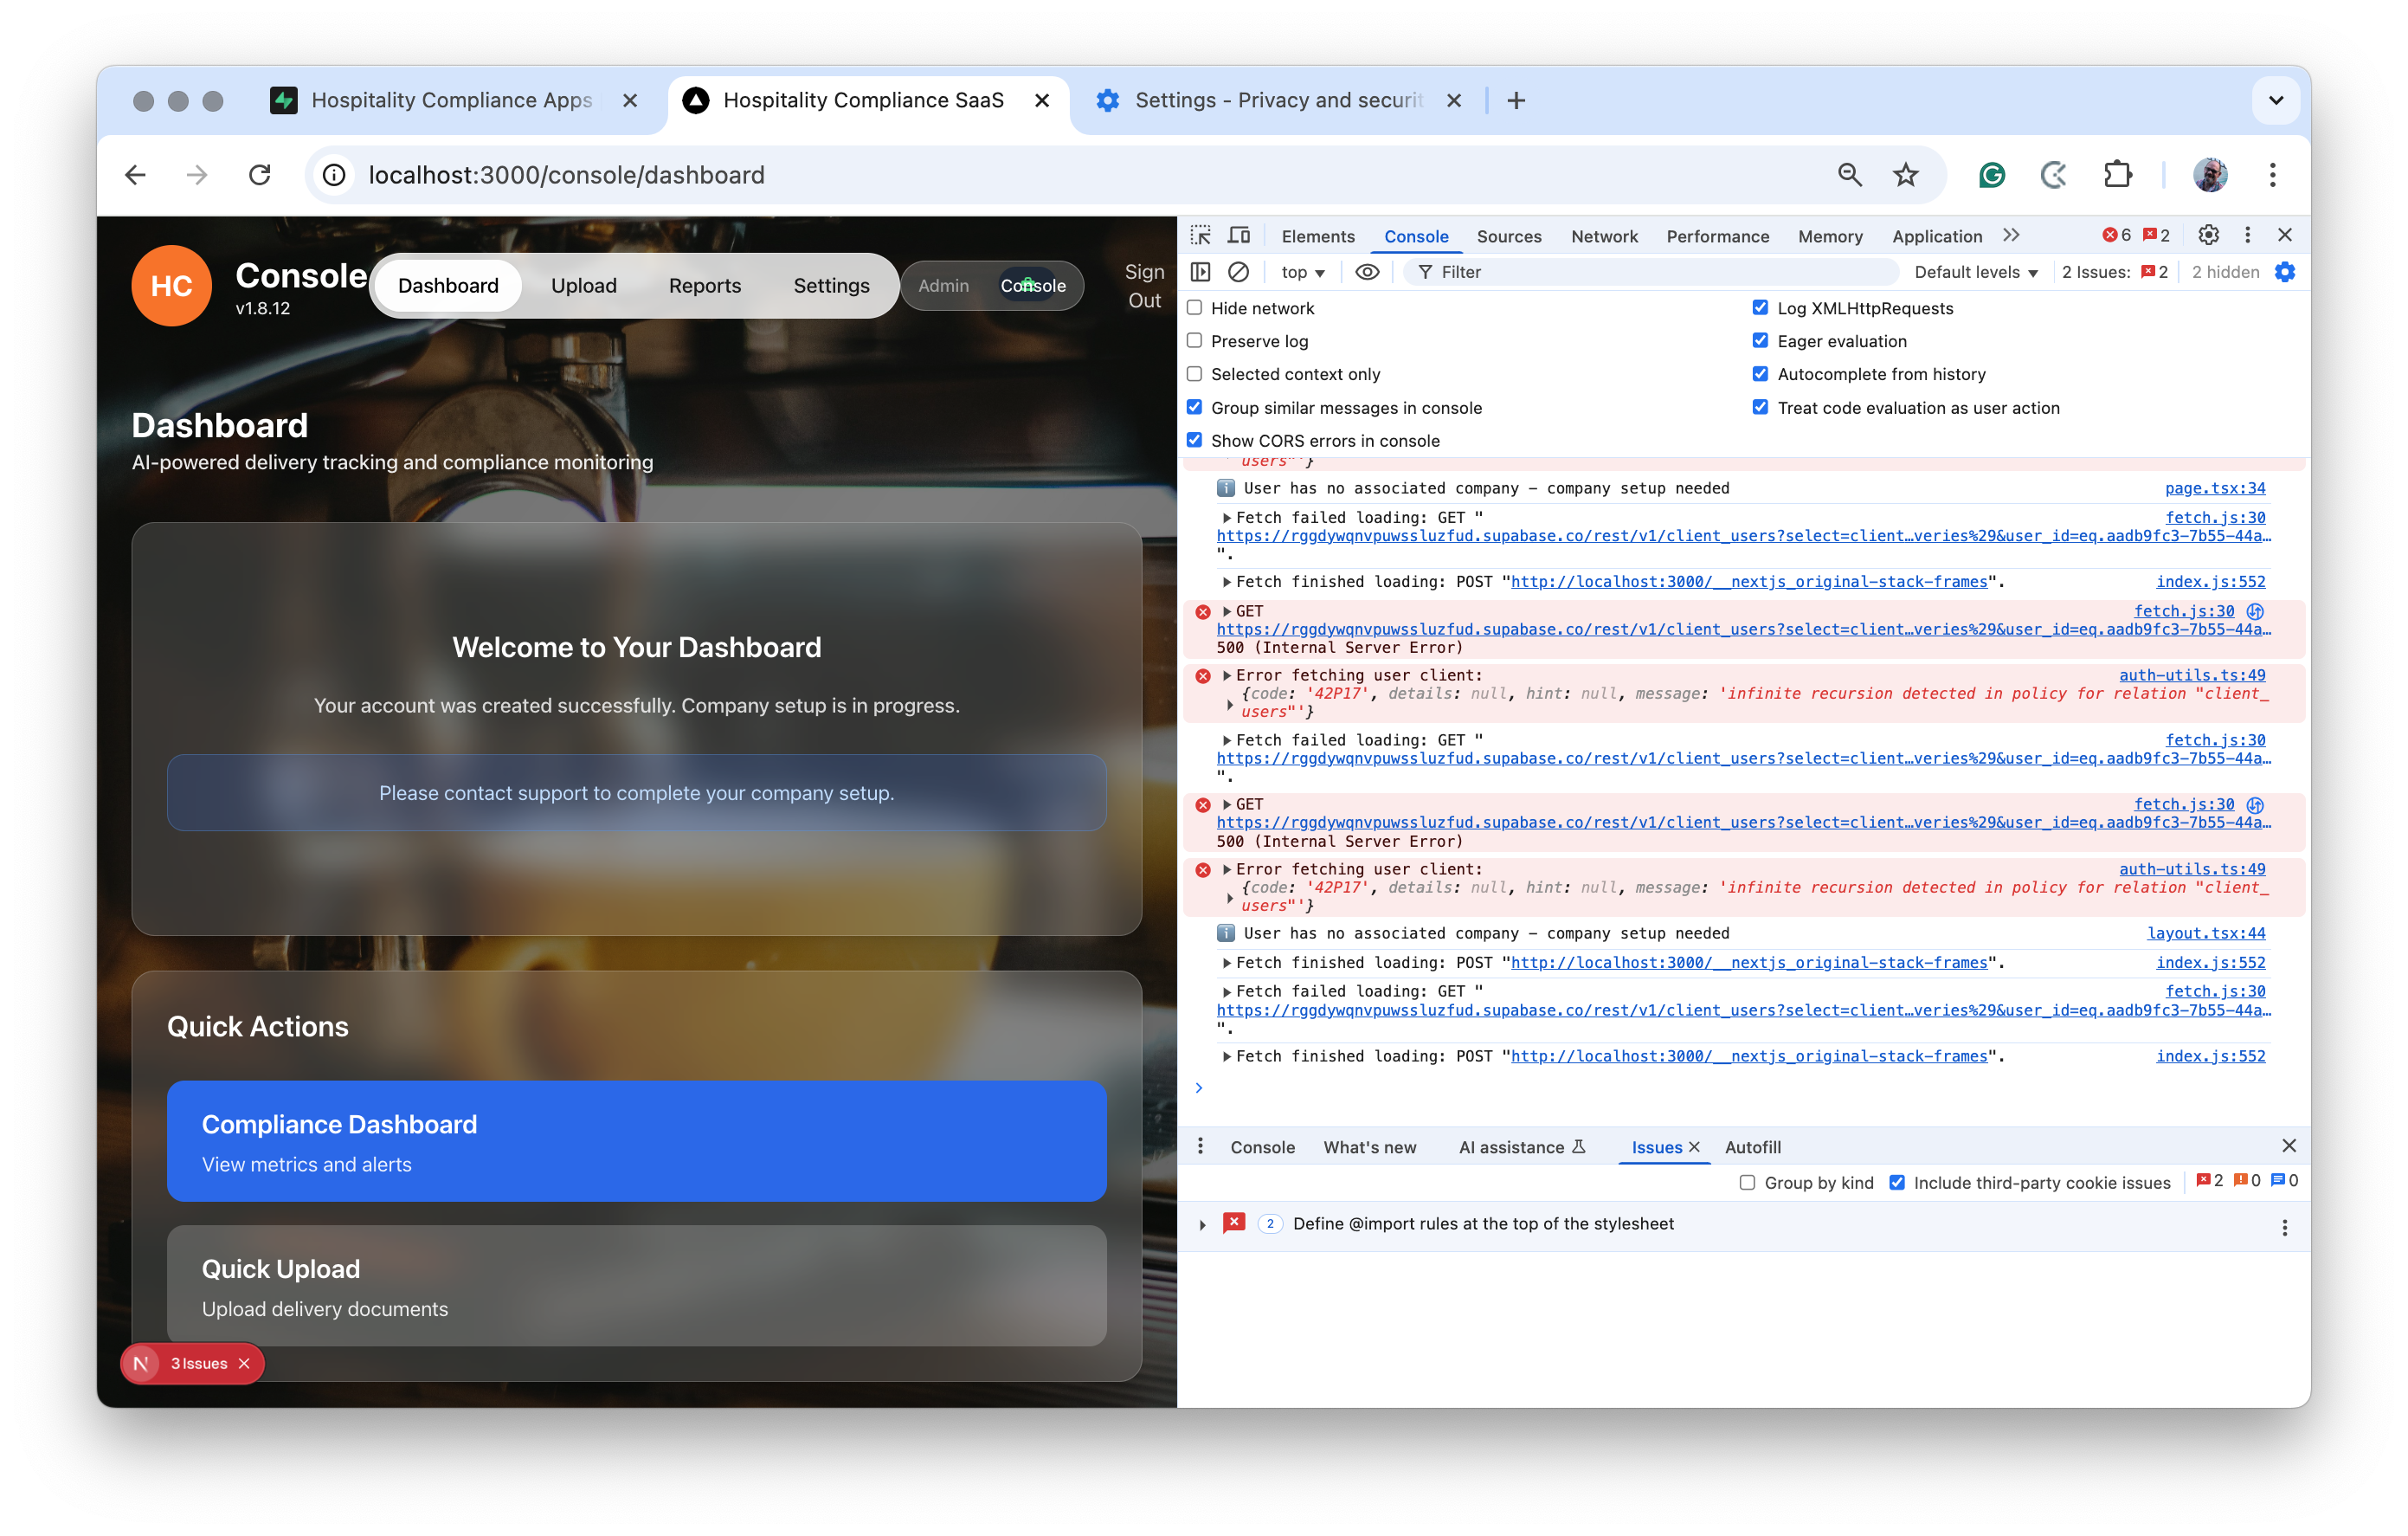 Hospitality Compliance Apps
Hospitality Compliance SaaS
Settings - Privacy and securit
localhost:3000/console/dashboard
HC
Console
v1.8.12
Dashboard
Upload
Reports
Settings
Admin
Console
Sign
Out
Dashboard
AI-powered delivery tracking and compliance monitoring
Welcome to Your Dashboard
Your account was created successfully. Company setup is in progress.
Please contact support to complete your company setup.
Quick Actions
Compliance Dashboard
View metrics and alerts
Quick Upload
Upload delivery documents
N 3 Issues
Elements Console Sources Network Performance Memory Application 6 2
top Filter Default levels 2 Issues: 2 2 hidden
Hide network
Log XMLHttpRequests
Preserve log
Eager evaluation
Selected context only
Autocomplete from history
Group similar messages in console
Treat code evaluation as user action
Show CORS errors in console
users"'}
i User has no associated company – company setup needed page.tsx:34
Fetch failed loading: GET " fetch.js:30
https://rggdywqnvpuwssluzfud.supabase.co/rest/v1/client_users?select=client…veries%29&user_id=eq.aadb9fc3-7b55-44a…
".
Fetch finished loading: POST "http://localhost:3000/__nextjs_original-stack-frames". index.js:552
GET fetch.js:30
https://rggdywqnvpuwssluzfud.supabase.co/rest/v1/client_users?select=client…veries%29&user_id=eq.aadb9fc3-7b55-44a…
500 (Internal Server Error)
Error fetching user client: auth-utils.ts:49
{code: '42P17', details: null, hint: null, message: 'infinite recursion detected in policy for relation "client_
users"'}
Fetch failed loading: GET " fetch.js:30
https://rggdywqnvpuwssluzfud.supabase.co/rest/v1/client_users?select=client…veries%29&user_id=eq.aadb9fc3-7b55-44a…
".
GET fetch.js:30
https://rggdywqnvpuwssluzfud.supabase.co/rest/v1/client_users?select=client…veries%29&user_id=eq.aadb9fc3-7b55-44a…
500 (Internal Server Error)
Error fetching user client: auth-utils.ts:49
{code: '42P17', details: null, hint: null, message: 'infinite recursion detected in policy for relation "client_
users"'}
i User has no associated company – company setup needed layout.tsx:44
Fetch finished loading: POST "http://localhost:3000/__nextjs_original-stack-frames". index.js:552
Fetch failed loading: GET " fetch.js:30
https://rggdywqnvpuwssluzfud.supabase.co/rest/v1/client_users?select=client…veries%29&user_id=eq.aadb9fc3-7b55-44a…
".
Fetch finished loading: POST "http://localhost:3000/__nextjs_original-stack-frames". index.js:552
Console What's new AI assistance Issues Autofill
Group by kind Include third-party cookie issues 2 0 0
2 Define @import rules at the top of the stylesheet